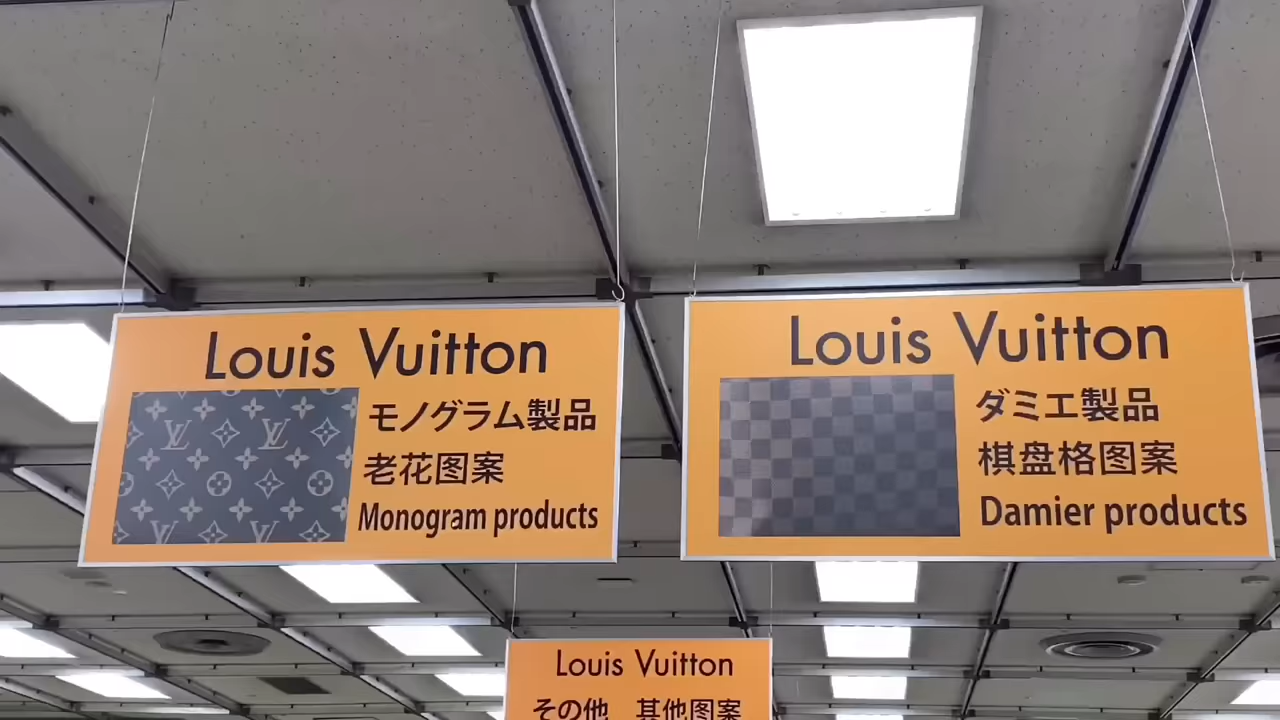 Louis Vuitton
モノグラム製品
老花图案
Monogram products
Louis Vuitton
ダミエ製品
棋盘格图案
Damier products
Louis Vuitton
その他 其他图案